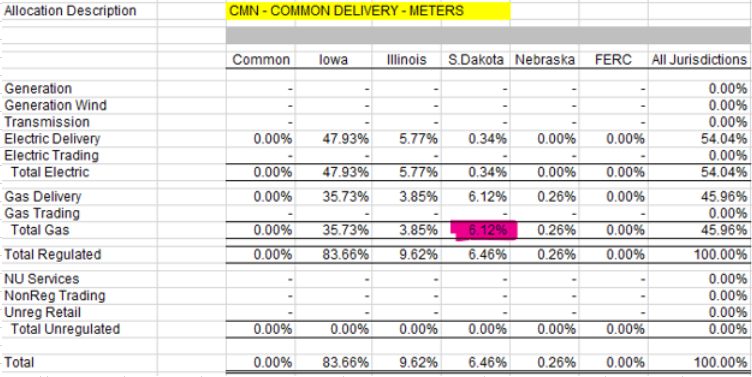 Allocation Description CMN - COMMON DELIVERY - METERS
Common Iowa Illinois S.Dakota Nebraska FERC All Jurisdictions
Generation - - - - - - 0.00%
Generation Wind - - - - - - 0.00%
Transmission - - - - - - 0.00%
Electric Delivery 0.00% 47.93% 5.77% 0.34% 0.00% 0.00% 54.04%
Electric Trading - - - - - - 0.00%
Total Electric 0.00% 47.93% 5.77% 0.34% 0.00% 0.00% 54.04%
Gas Delivery 0.00% 35.73% 3.85% 6.12% 0.26% 0.00% 45.96%
Gas Trading - - - - - - 0.00%
Total Gas 0.00% 35.73% 3.85% 6.12% 0.26% 0.00% 45.96%
Total Regulated 0.00% 83.66% 9.62% 6.46% 0.26% 0.00% 100.00%
NU Services - - - - - - 0.00%
NonReg Trading - - - - - - 0.00%
Unreg Retail - - - - - - 0.00%
Total Unregulated 0.00% 0.00% 0.00% 0.00% 0.00% 0.00% 0.00%
Total 0.00% 83.66% 9.62% 6.46% 0.26% 0.00% 100.00%